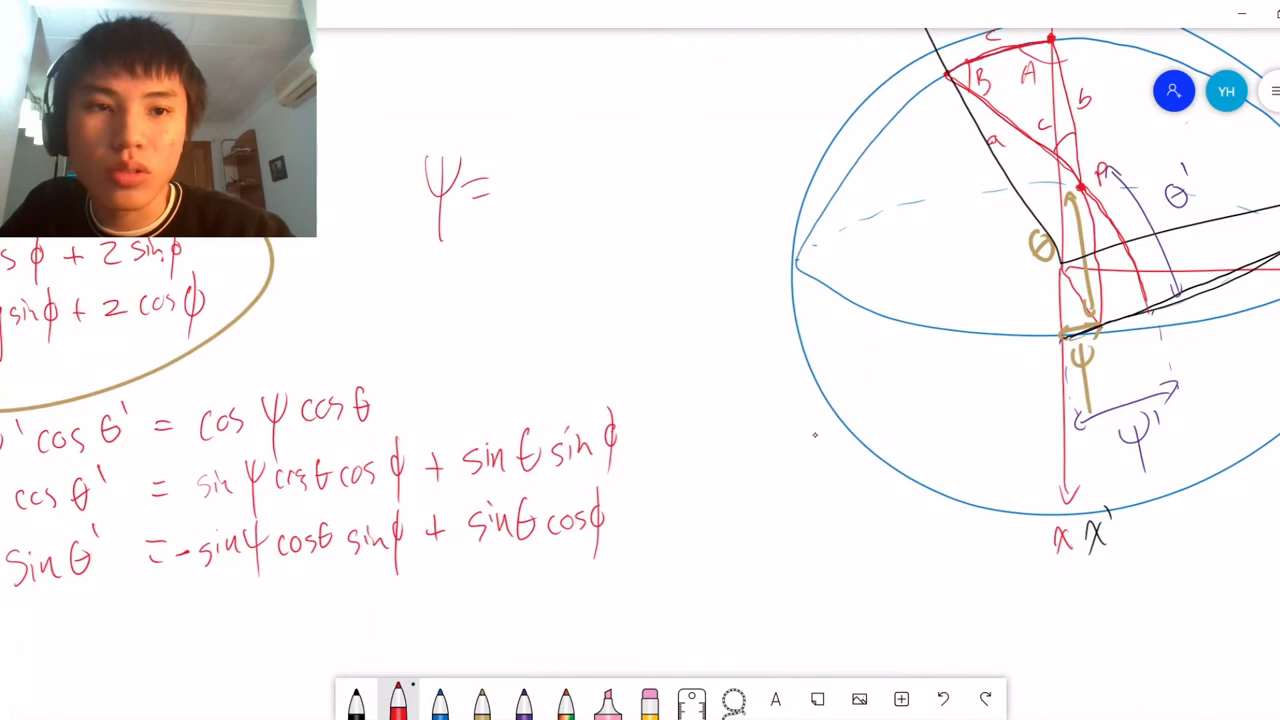 ψ =
s ϕ + z sin ϕ
sin ϕ + z cos ϕ
' cos θ' = cos ψ cos θ
cos θ' = sin ψ cos θ cos ϕ + sin θ sin ϕ
sin θ' = - sin ψ cos θ sin ϕ + sin θ cos ϕ
c
B
A
b
c
a
P
θ'
θ
ψ
ψ'
x x'
YH
A